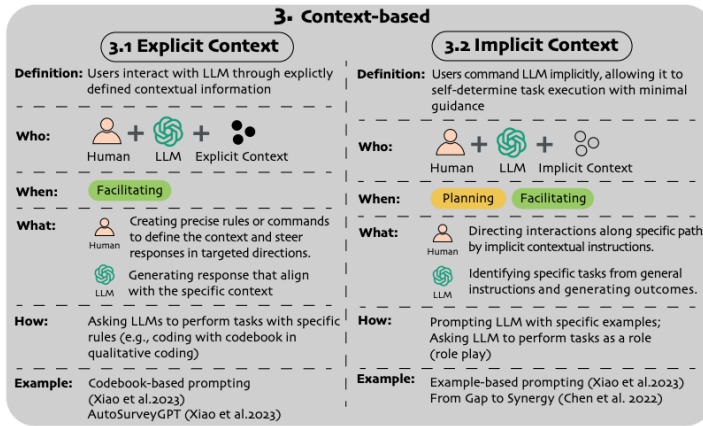 3. Context-based
3.1 Explicit Context
Definition: Users interact with LLM through explictly
defined contextual information
Who:
Human LLM Explicit Context
When: Facilitating
What: Creating precise rules or commands
to define the context and steer
responses in targeted directions.
Human
Generating response that align
with the specific context
LLM
How: Asking LLMs to perform tasks with specific
rules (e.g., coding with codebook in
qualitative coding)
Example: Codebook-based prompting
(Xiao et al.2023)
AutoSurveyGPT (Xiao et al.2023)
3.2 Implicit Context
Definition: Users command LLM implicitly, allowing it to
self-determine task execution with minimal
guidance
Who:
Human LLM Implicit Context
When: Planning Facilitating
What: Directing interactions along specific path
by implicit contextual instructions.
Human
Identifying specific tasks from general
instructions and generating outcomes.
LLM
How: Prompting LLM with specific examples;
Asking LLM to perform tasks as a role
(role play)
Example: Example-based prompting (Xiao et al.2023)
From Gap to Synergy (Chen et al. 2022)